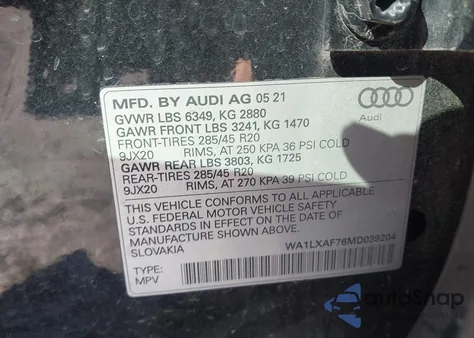 MFD. BY AUDI AG 05 21
GVWR LBS 6349, KG 2880
GAWR FRONT LBS 3241, KG 1470
FRONT-TIRES 285/45 R20
9JX20 RIMS, AT 250 KPA 36 PSI COLD
GAWR REAR LBS 3803, KG 1725
REAR-TIRES 285/45 R20
9JX20 RIMS, AT 270 KPA 39 PSI COLD
THIS VEHICLE CONFORMS TO ALL APPLICABLE
U.S. FEDERAL MOTOR VEHICLE SAFETY
STANDARDS IN EFFECT ON THE DATE OF
MANUFACTURE SHOWN ABOVE.
SLOVAKIA WA1LXAF76MD039204
TYPE:
MPV
Audi
AutoSnap